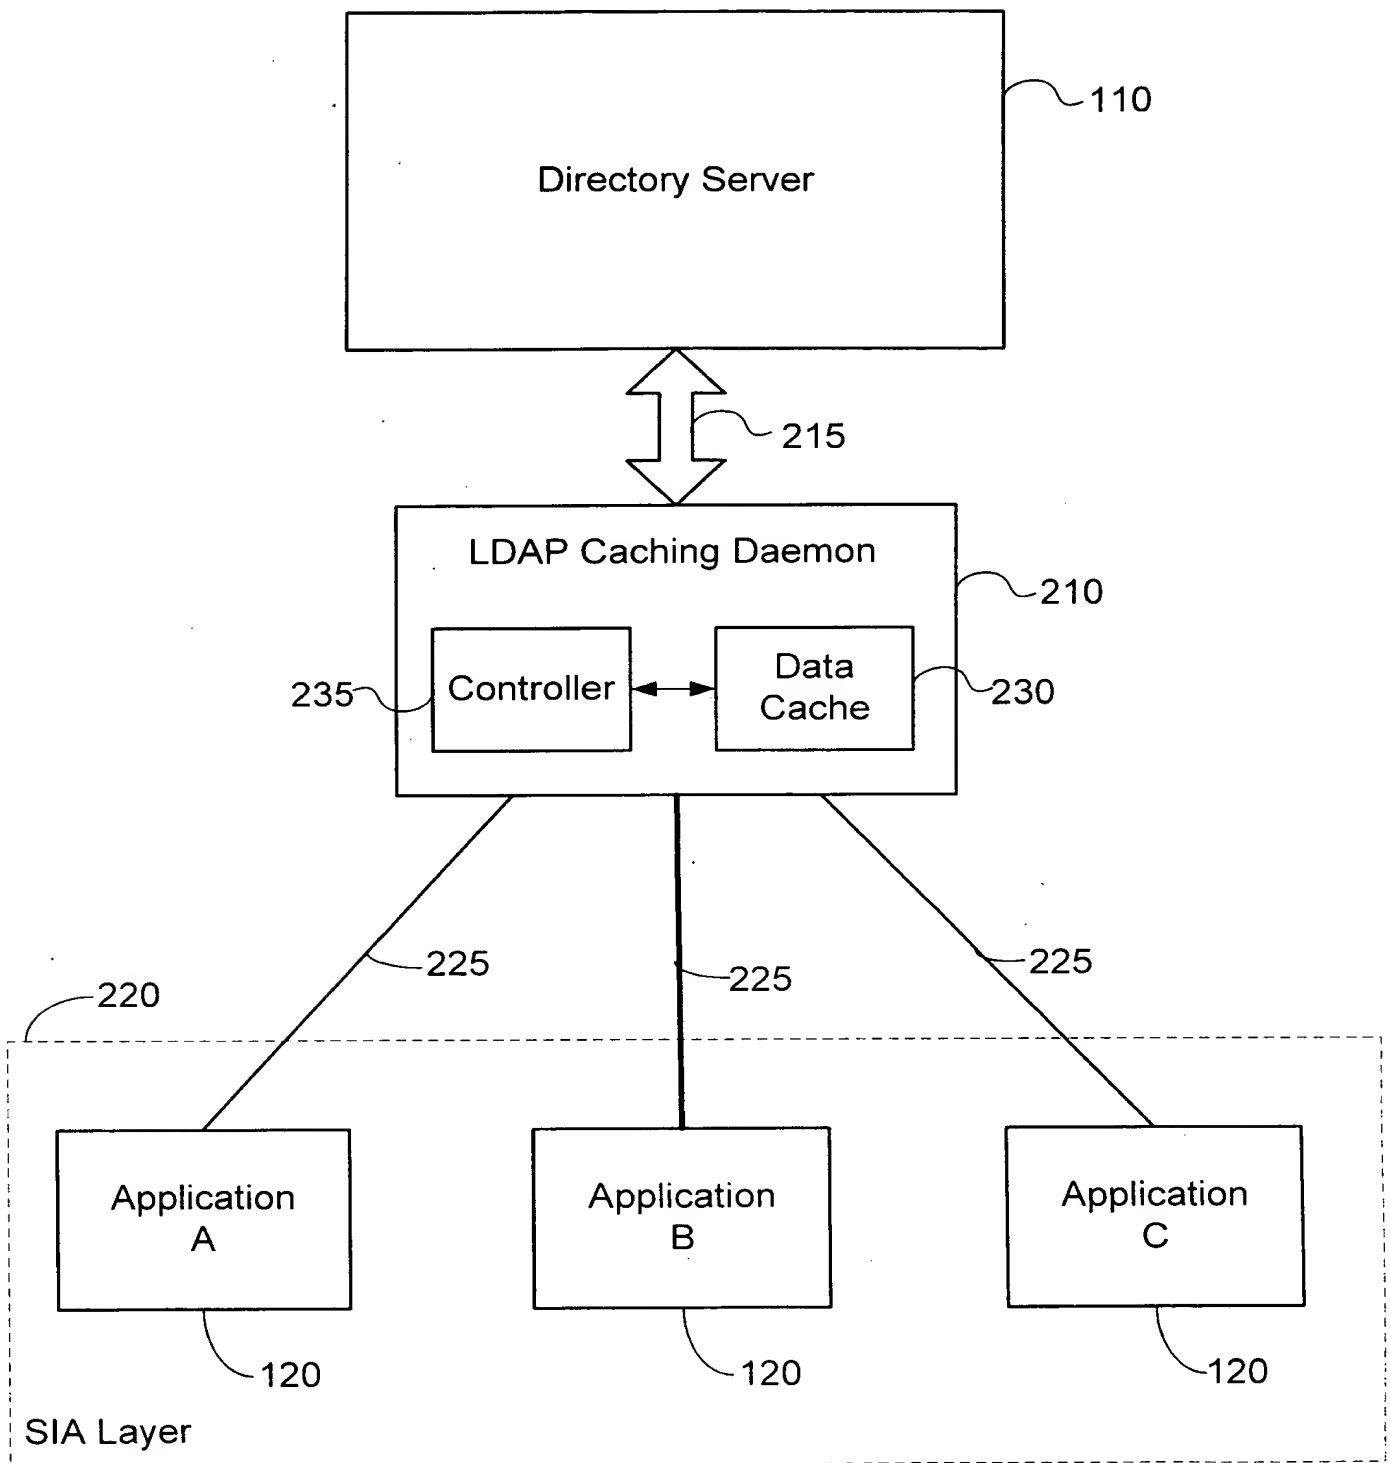 110
Directory Server
215
LDAP Caching Daemon
210
235
Controller
Data
Cache
230
225
225
225
220
Application
A
Application
B
Application
C
120
120
120
SIA Layer